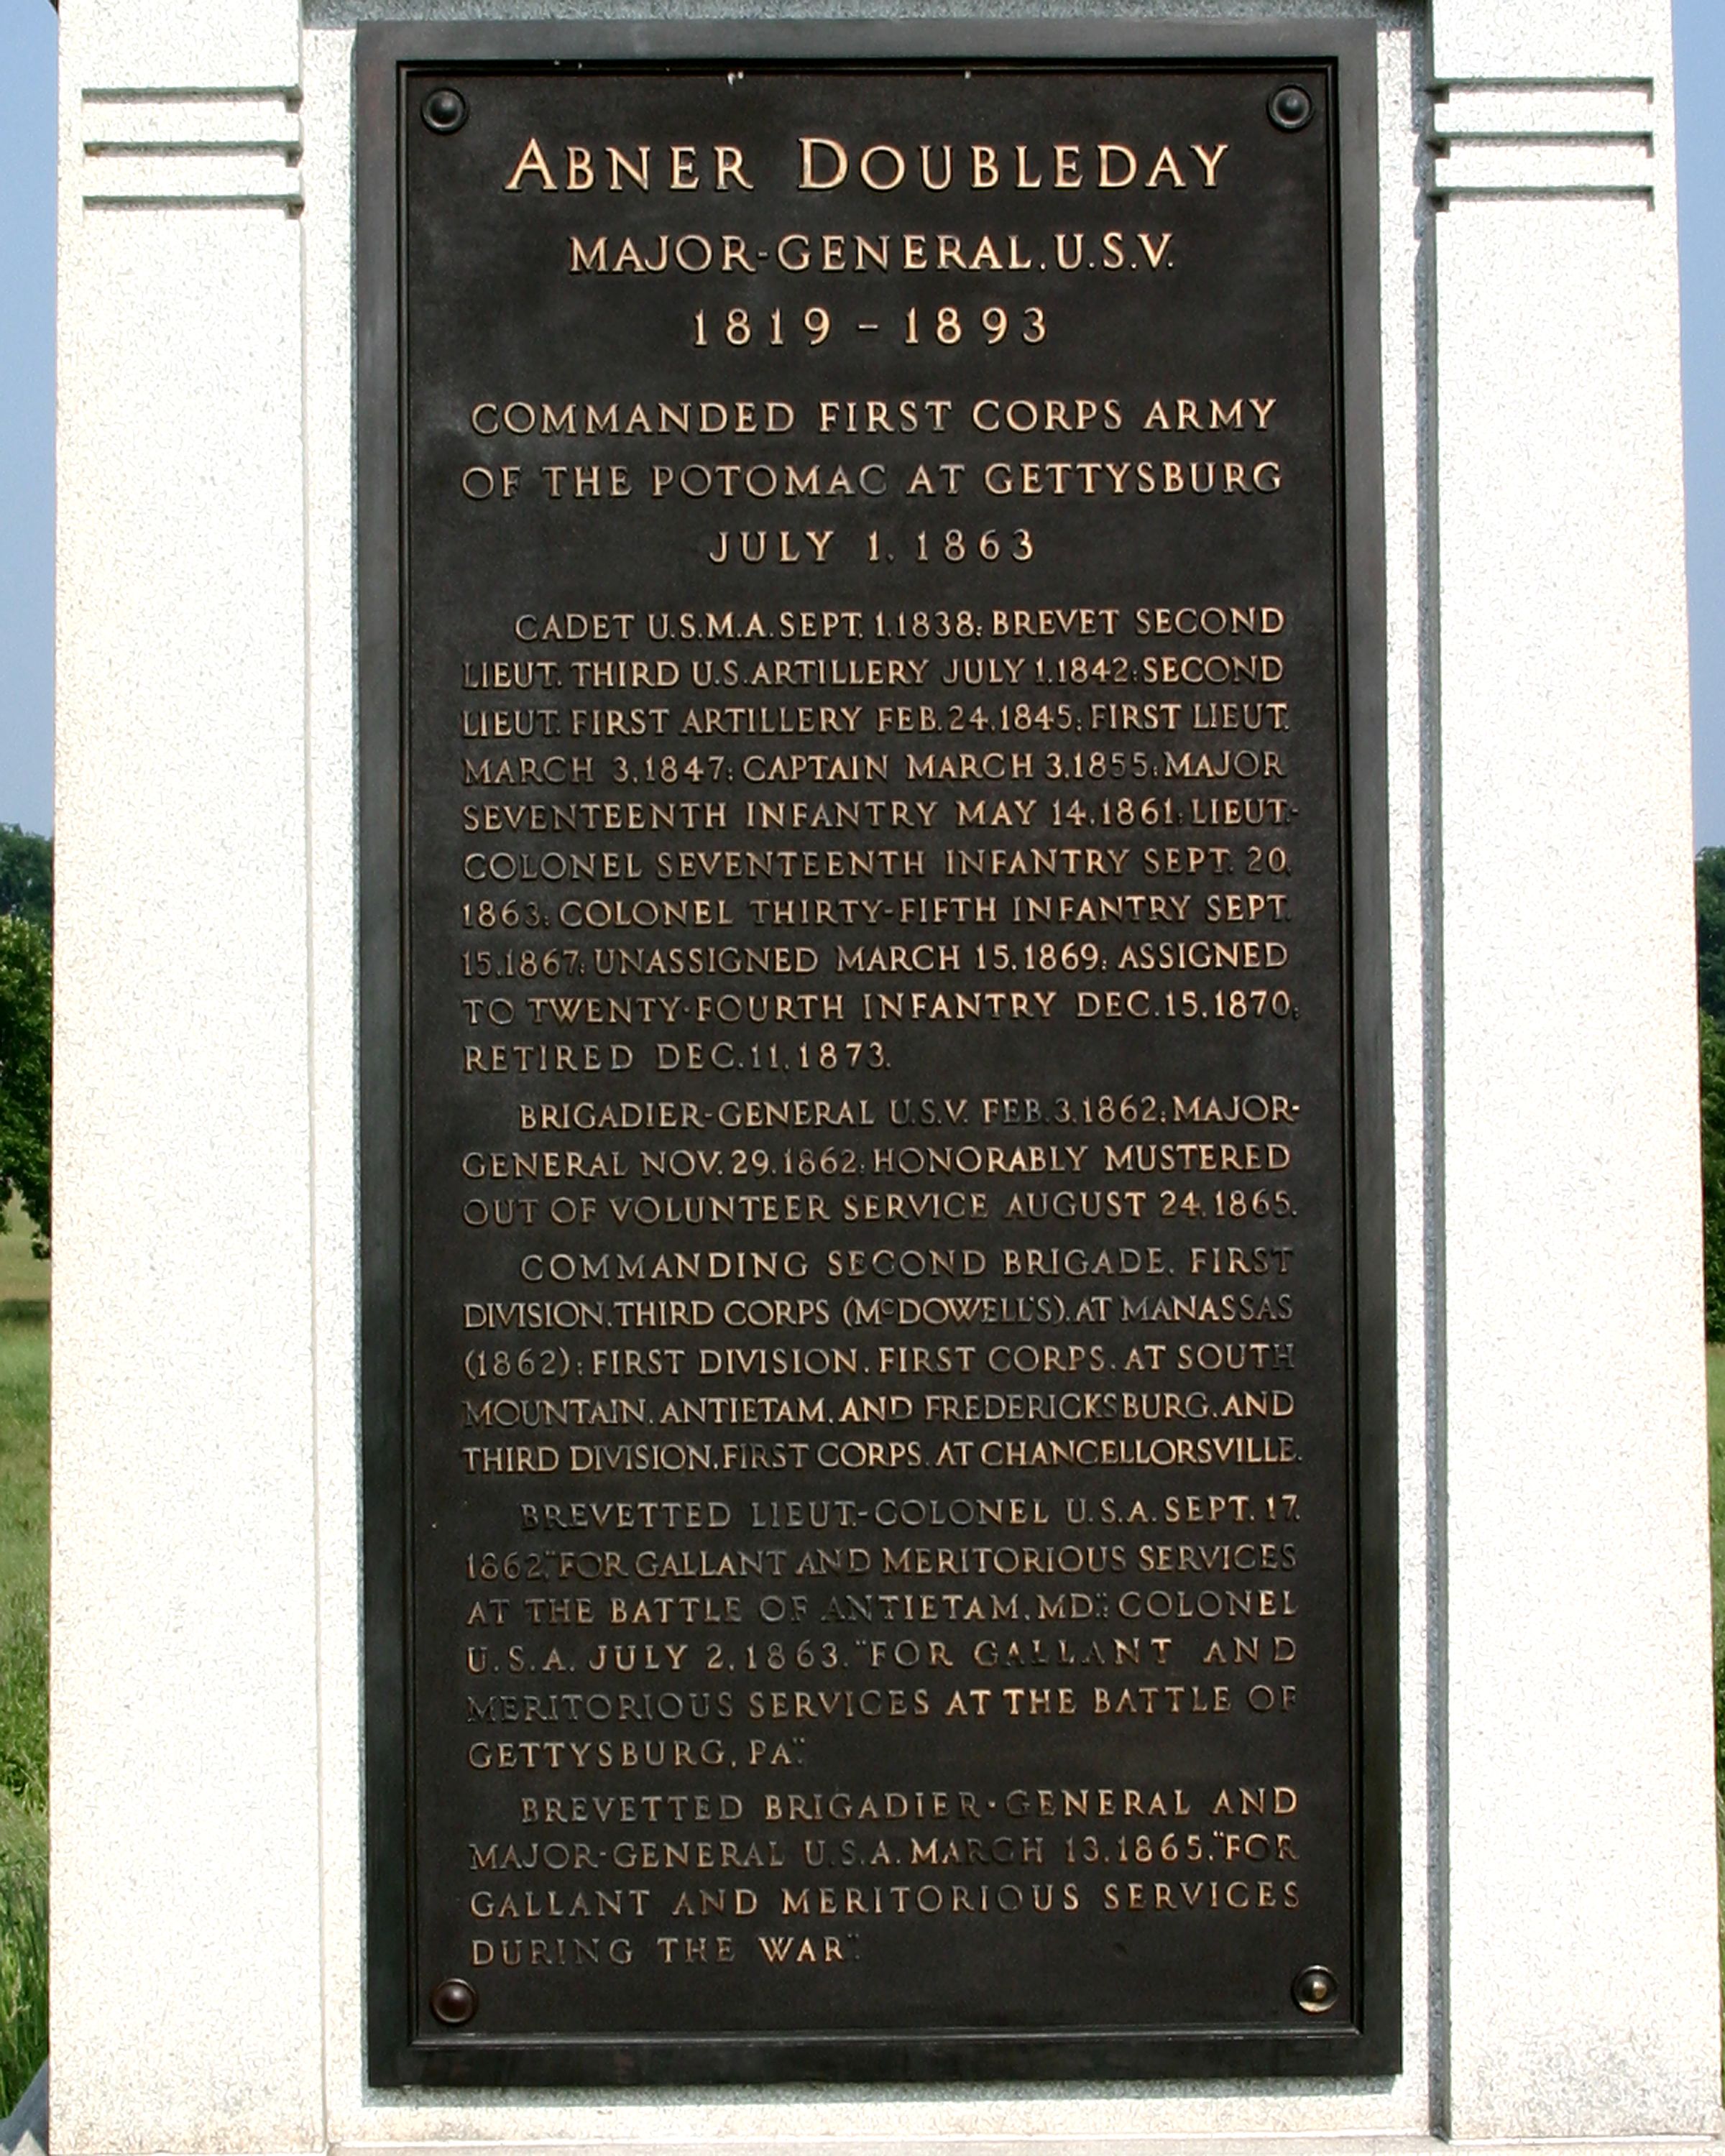 ABNER DOUBLEDAY
MAJOR-GENERAL, U.S.V.
1819 – 1893
COMMANDED FIRST CORPS ARMY
OF THE POTOMAC AT GETTYSBURG
JULY 1, 1863
CADET U.S.M.A. SEPT. 1, 1838; BREVET SECOND
LIEUT. THIRD U.S. ARTILLERY JULY 1, 1842; SECOND
LIEUT. FIRST ARTILLERY FEB. 24, 1845; FIRST LIEUT.
MARCH 3, 1847; CAPTAIN MARCH 3, 1855; MAJOR
SEVENTEENTH INFANTRY MAY 14, 1861; LIEUT.-
COLONEL SEVENTEENTH INFANTRY SEPT. 20,
1863; COLONEL THIRTY-FIFTH INFANTRY SEPT.
15, 1867; UNASSIGNED MARCH 15, 1869; ASSIGNED
TO TWENTY-FOURTH INFANTRY DEC. 15, 1870;
RETIRED DEC. 11, 1873.
BRIGADIER-GENERAL U.S.V. FEB. 3, 1862; MAJOR-
GENERAL NOV. 29, 1862; HONORABLY MUSTERED
OUT OF VOLUNTEER SERVICE AUGUST 24, 1865.
COMMANDING SECOND BRIGADE, FIRST
DIVISION, THIRD CORPS (McDOWELL'S), AT MANASSAS
(1862); FIRST DIVISION, FIRST CORPS, AT SOUTH
MOUNTAIN, ANTIETAM, AND FREDERICKSBURG, AND
THIRD DIVISION, FIRST CORPS, AT CHANCELLORSVILLE.
BREVETTED LIEUT.-COLONEL U.S.A. SEPT. 17,
1862, "FOR GALLANT AND MERITORIOUS SERVICES
AT THE BATTLE OF ANTIETAM, MD."; COLONEL
U.S.A. JULY 2, 1863, "FOR GALLANT AND
MERITORIOUS SERVICES AT THE BATTLE OF
GETTYSBURG, PA."
BREVETTED BRIGADIER-GENERAL AND
MAJOR-GENERAL U.S.A. MARCH 13, 1865, "FOR
GALLANT AND MERITORIOUS SERVICES
DURING THE WAR".